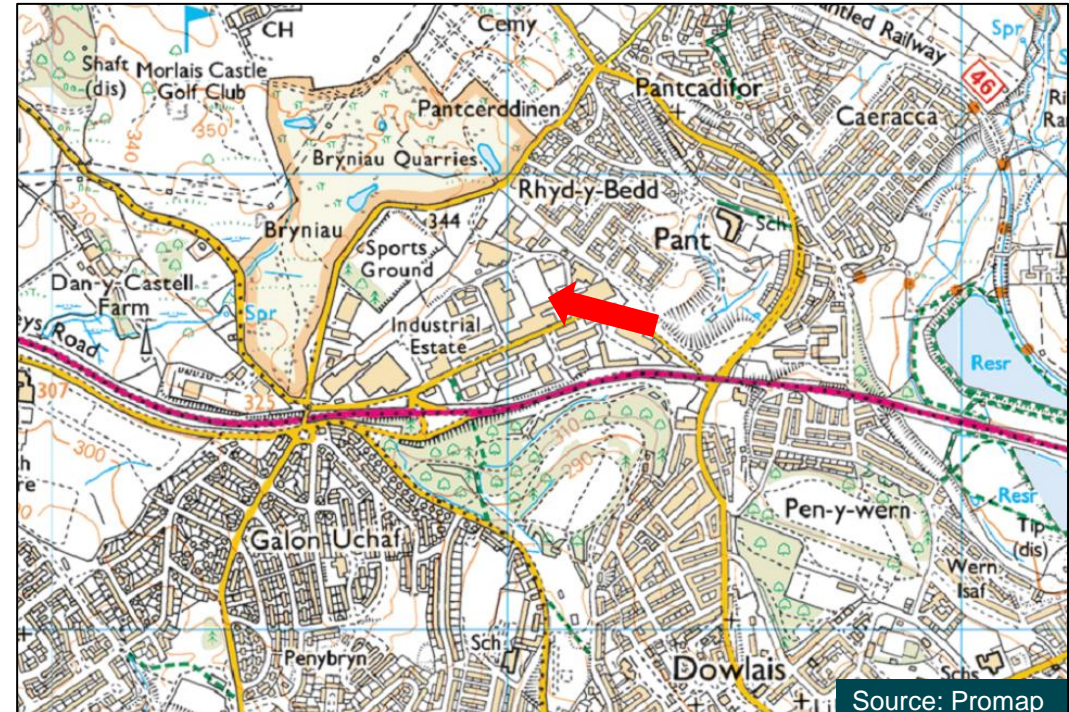 CH
Cemy
Shaft
(dis)
Morlais Castle
Golf Club
Railway
Spr
46
Pantcadifor
Pantcerddinen
Caeracca
350
340
Bryniau Quarries
Rhyd-y-Bedd
320
344
Bryniau
Sports
Ground
Pant
Sch
Dan-y-Castell
Farm
Spr
Industrial
Estate
Road
Resr
307
325
310
300
290
Resr
Pen-y-wern
Galon Uchaf
Tip
(dis)
Wern
Isaf
Sch
Penybryn
Dowlais
Schs
Source: Promap